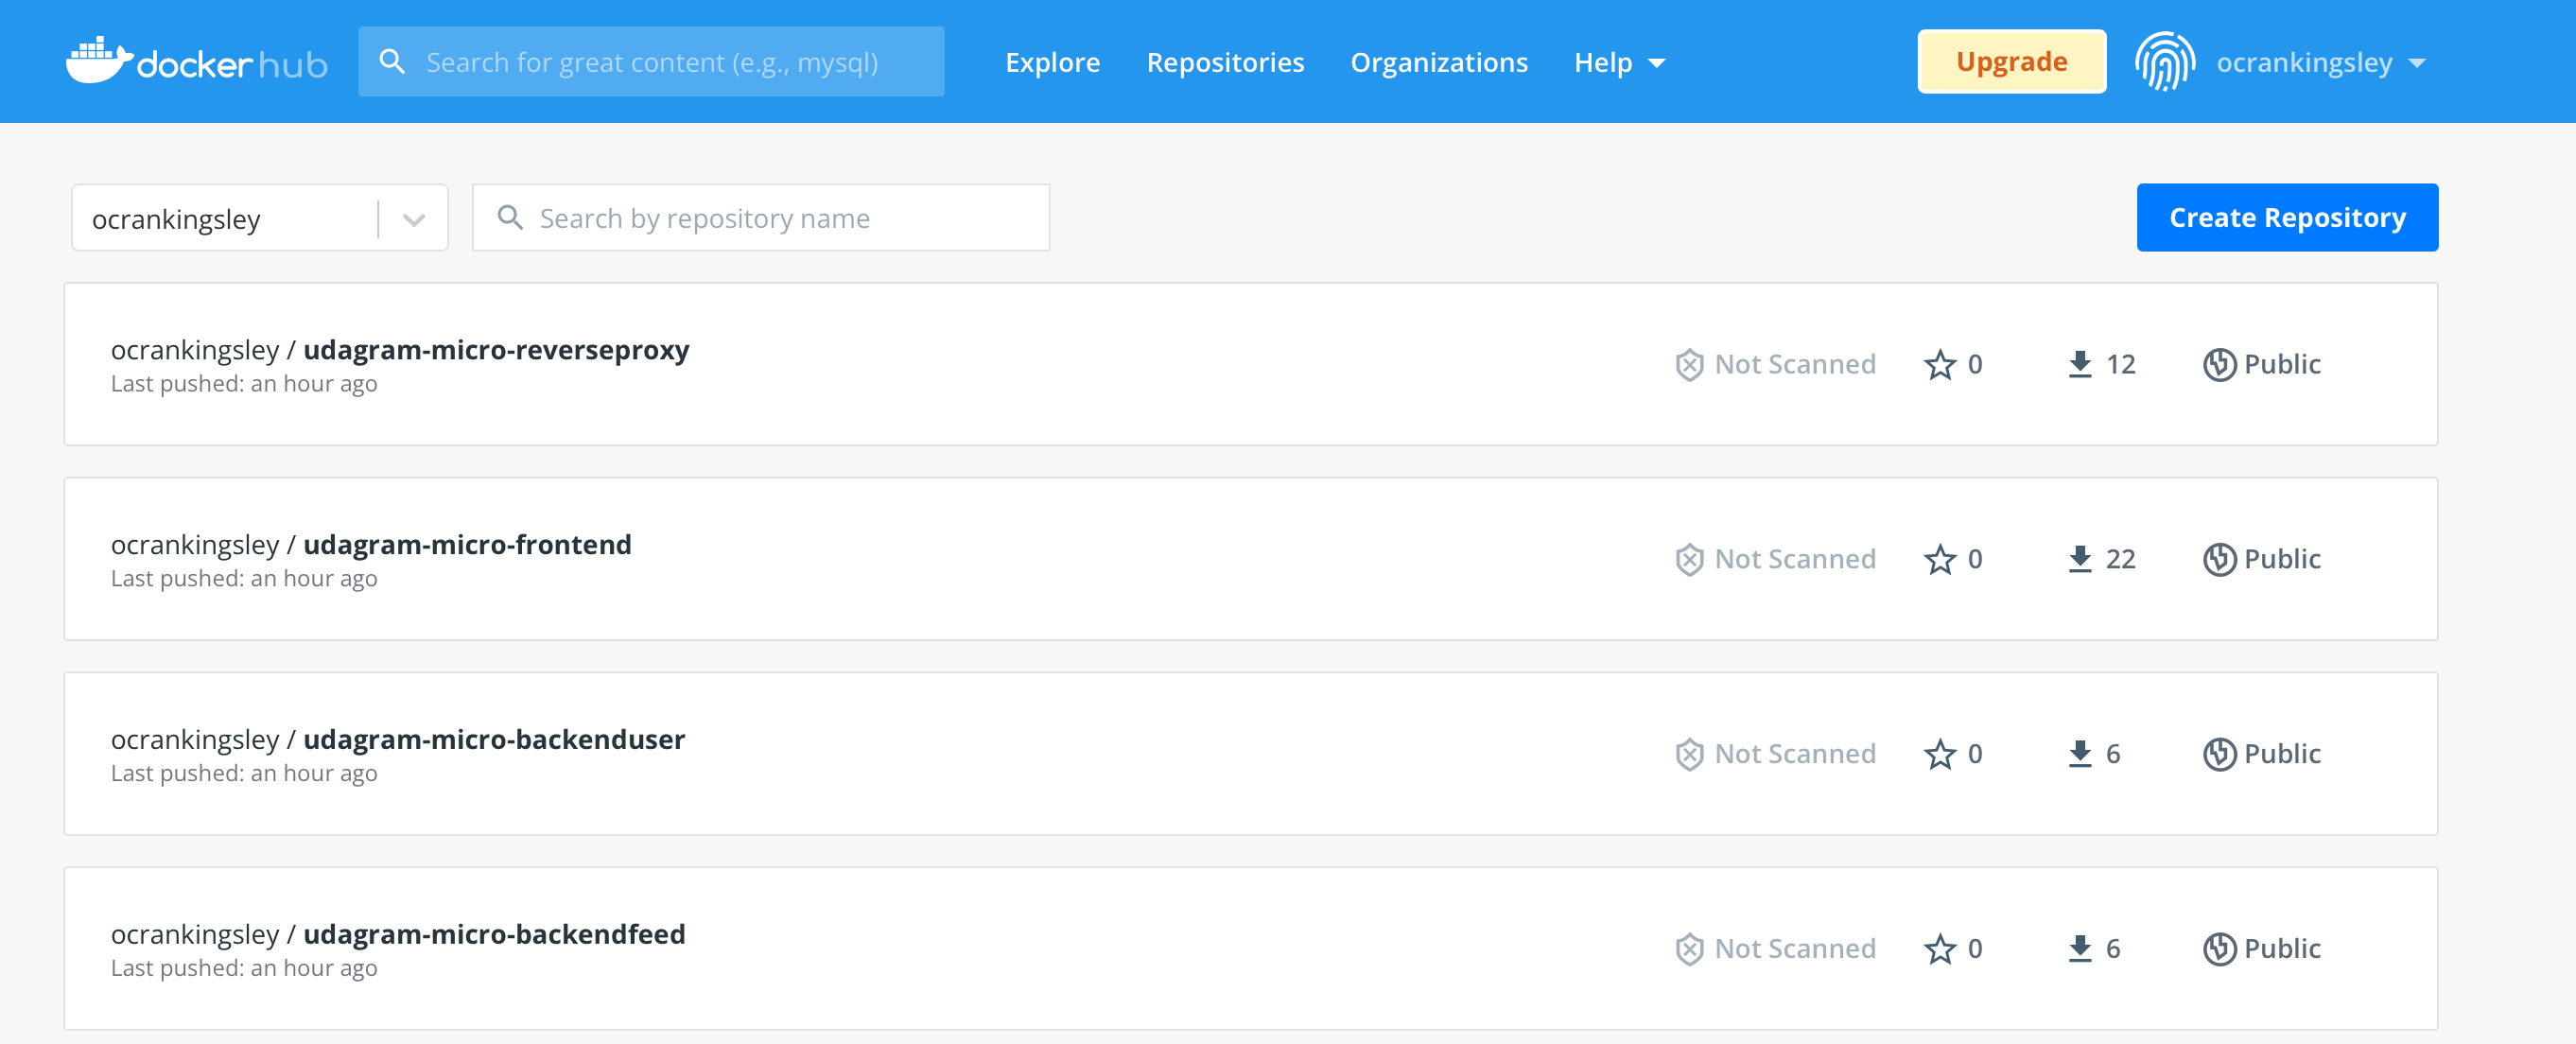 docker hub
Search for great content (e.g., mysql)
Explore
Repositories
Organizations
Help
Upgrade
ocrankingsley
ocrankingsley
Search by repository name
Create Repository
ocrankingsley / udagram-micro-reverseproxy
Last pushed: an hour ago
Not Scanned
0
12
Public
ocrankingsley / udagram-micro-frontend
Last pushed: an hour ago
Not Scanned
0
22
Public
ocrankingsley / udagram-micro-backenduser
Last pushed: an hour ago
Not Scanned
0
6
Public
ocrankingsley / udagram-micro-backendfeed
Last pushed: an hour ago
Not Scanned
0
6
Public